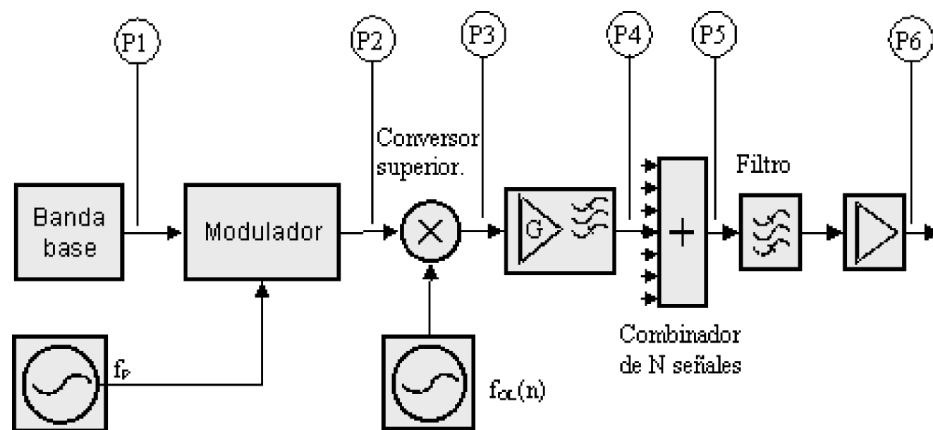 P1
P2
P3
P4
P5
P6
Conversor
superior.
Filtro
Banda
base
Modulador
G
Combinador
de N señales
fp
fOL(n)